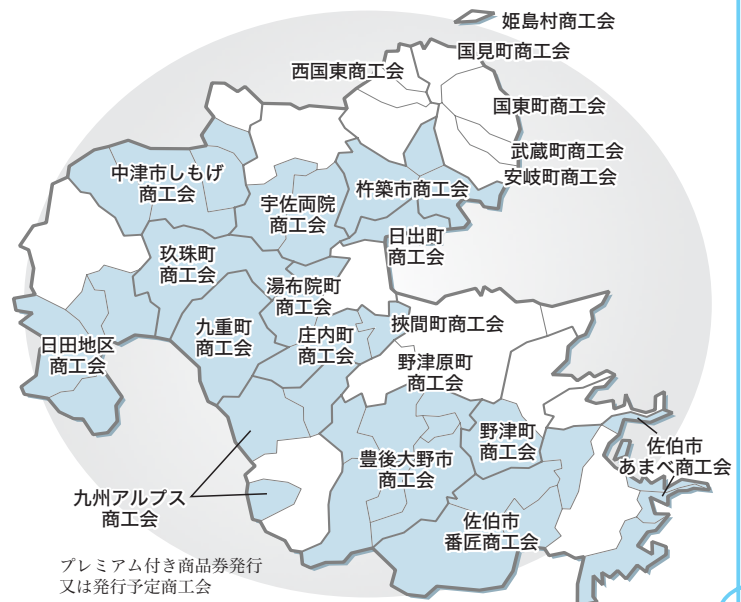 姫島村商工会
国見町商工会
西国東商工会
国東町商工会
武蔵町商工会
安岐町商工会
中津市しもげ
商工会
宇佐両院
商工会
杵築市商工会
日出町
商工会
玖珠町
商工会
湯布院町
商工会
九重町
商工会
庄内町
商工会
挾間町商工会
日田地区
商工会
野津原町
商工会
野津町
商工会
豊後大野市
商工会
佐伯市
あまべ商工会
九州アルプス
商工会
佐伯市
番匠商工会
プレミアム付き商品券発行
又は発行予定商工会